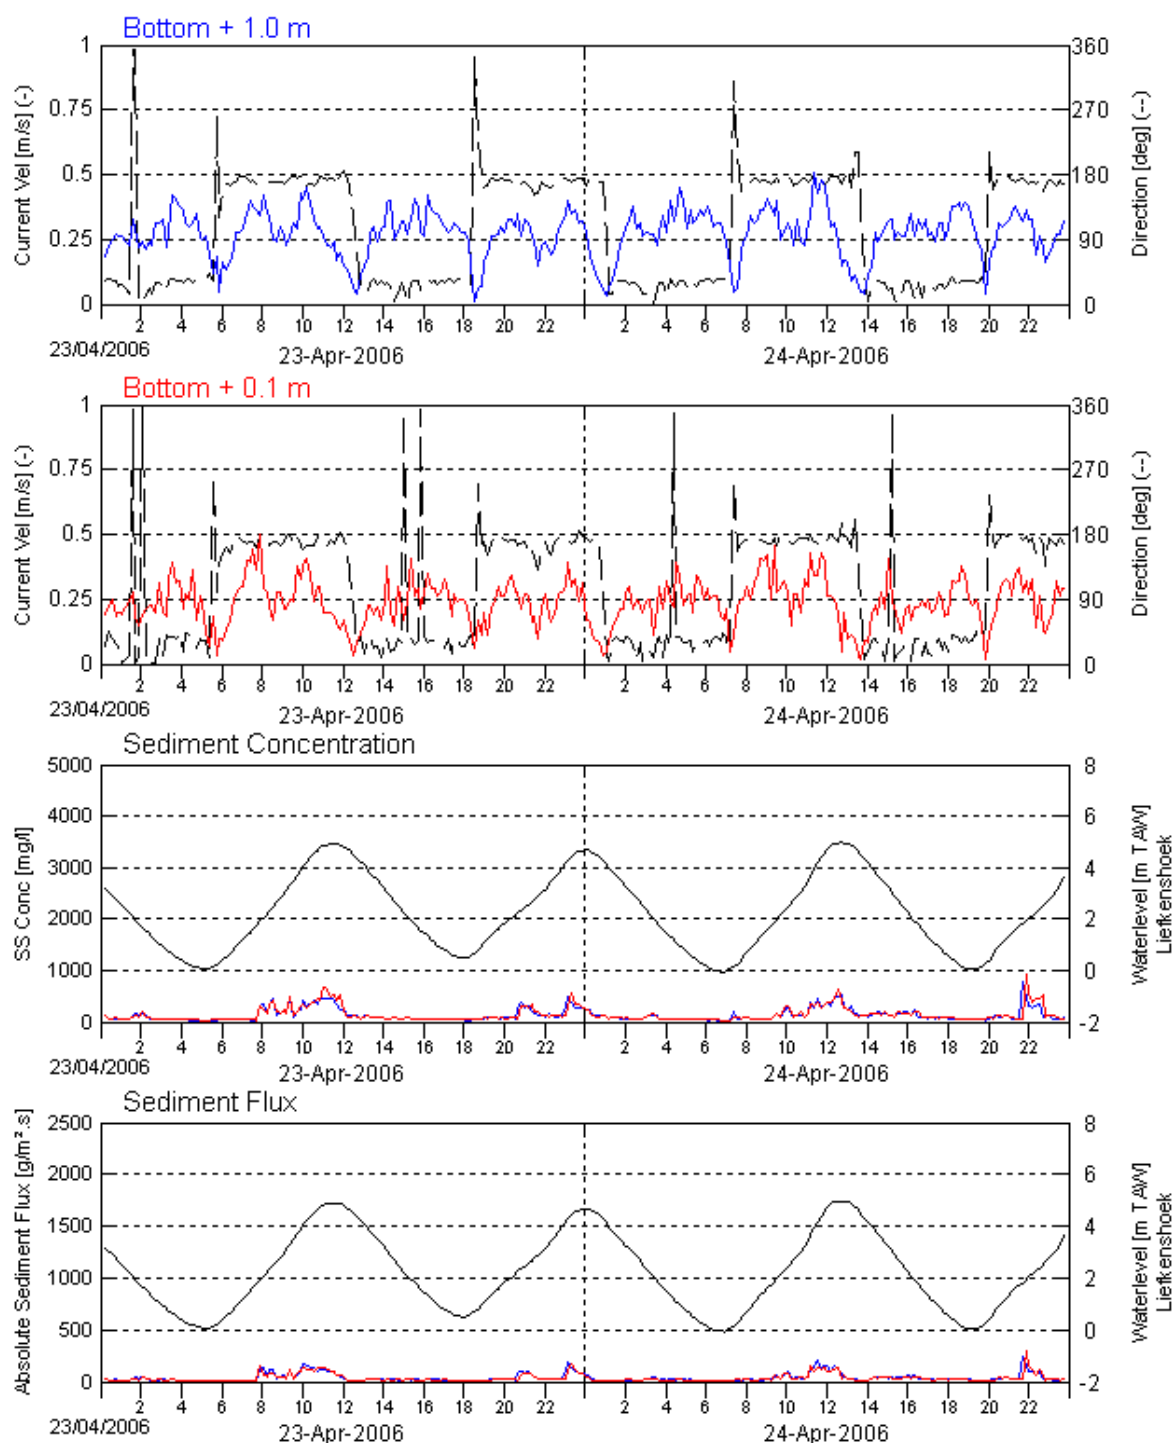 Bottom + 1.0 m
Current Vel [m/s] (-)
1
0.75
0.5
0.25
0
360
270
180
90
0
Direction [deg] (--)
2 4 6 8 10 12 14 16 18 20 22 2 4 6 8 10 12 14 16 18 20 22
23/04/2006
23-Apr-2006 24-Apr-2006
Bottom + 0.1 m
Current Vel [m/s] (-)
1
0.75
0.5
0.25
0
360
270
180
90
0
Direction [deg] (--)
2 4 6 8 10 12 14 16 18 20 22 2 4 6 8 10 12 14 16 18 20 22
23/04/2006
23-Apr-2006 24-Apr-2006
Sediment Concentration
SS Conc [mg/l]
5000
4000
3000
2000
1000
0
8
6
4
2
0
-2
Waterlevel [m TAW]
Liefkenshoek
2 4 6 8 10 12 14 16 18 20 22 2 4 6 8 10 12 14 16 18 20 22
23/04/2006
23-Apr-2006 24-Apr-2006
Sediment Flux
Absolute Sediment Flux [g/m².s]
2500
2000
1500
1000
500
0
8
6
4
2
0
-2
Waterlevel [m TAW]
Liefkenshoek
2 4 6 8 10 12 14 16 18 20 22 2 4 6 8 10 12 14 16 18 20 22
23/04/2006
23-Apr-2006 24-Apr-2006